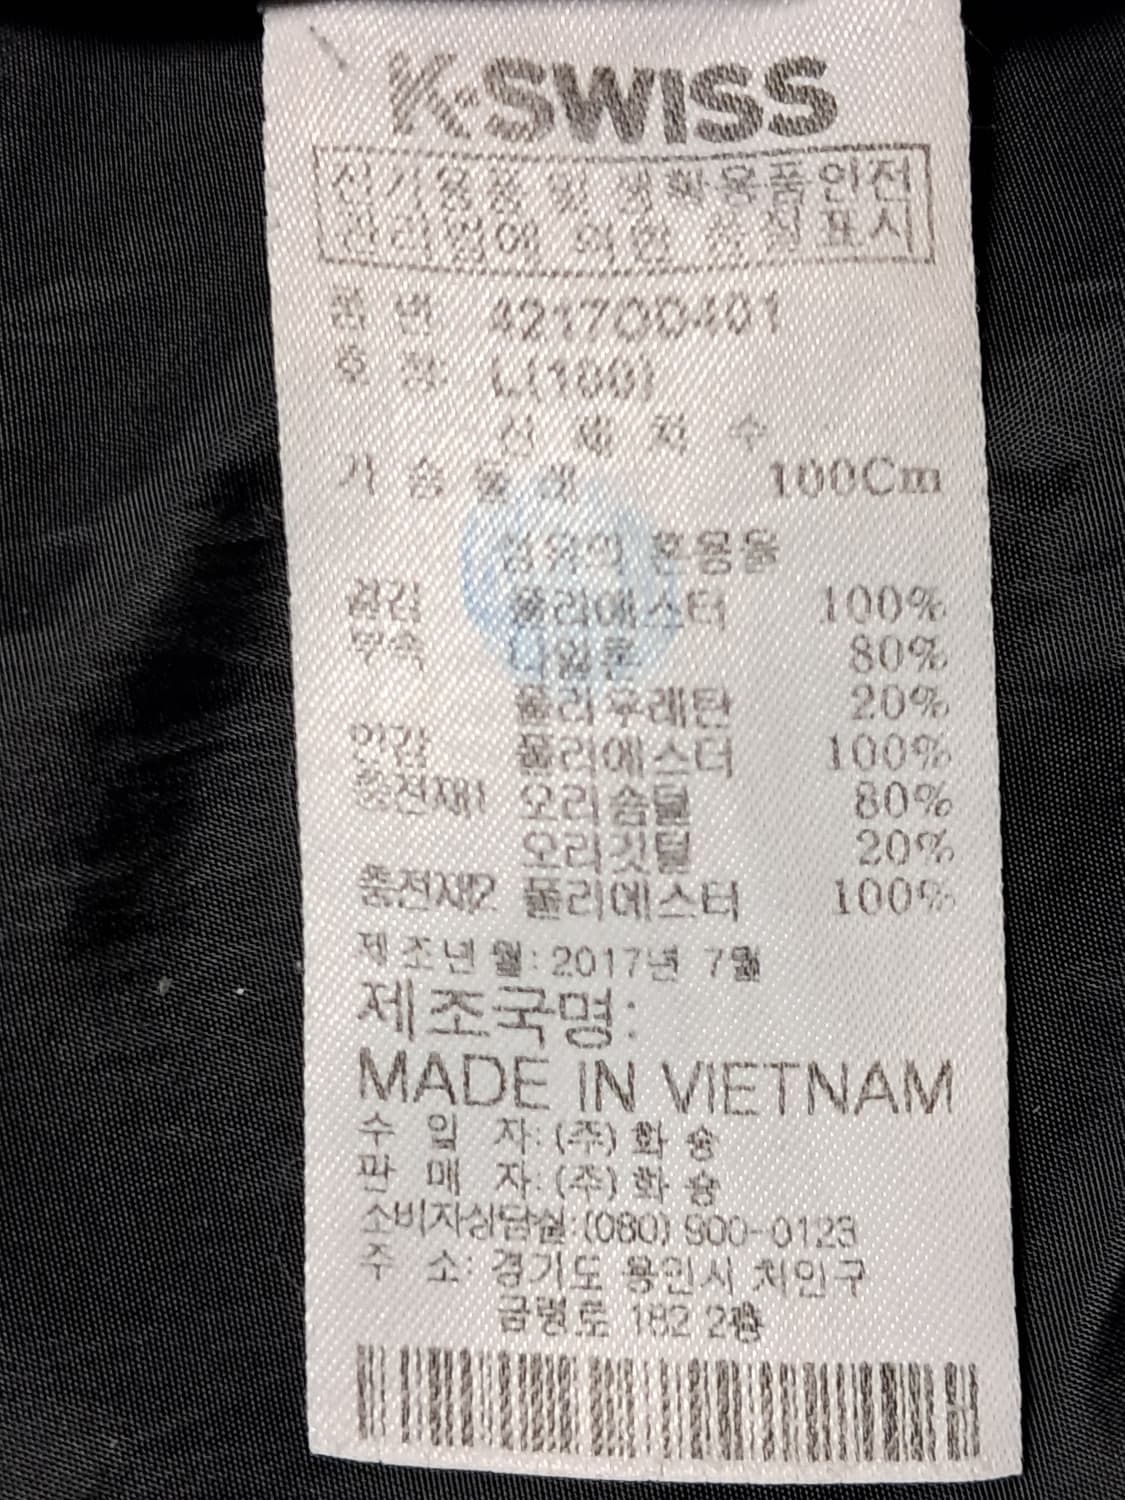 K·SWISS
전기용품 및 생활용품안전
관리법에 의한 품질표시
품 번 421700401
호 칭 L(100)
신 체 치 수
가 슴 둘 레 100Cm
섬유의 혼용율
겉감 폴리에스터 100%
부속 나일론 80%
폴리우레탄 20%
안감 폴리에스터 100%
충전재1 오리솜털 80%
오리깃털 20%
충전재2 폴리에스터 100%
제 조년 월: 2017년 7월
제조국명:
MADE IN VIETNAM
수 입 자: (주) 화 승
판 매 자: (주) 화 승
소비자상담실:(080) 900-0123
주 소: 경기도 용인시 처인구
금령로 182 2층